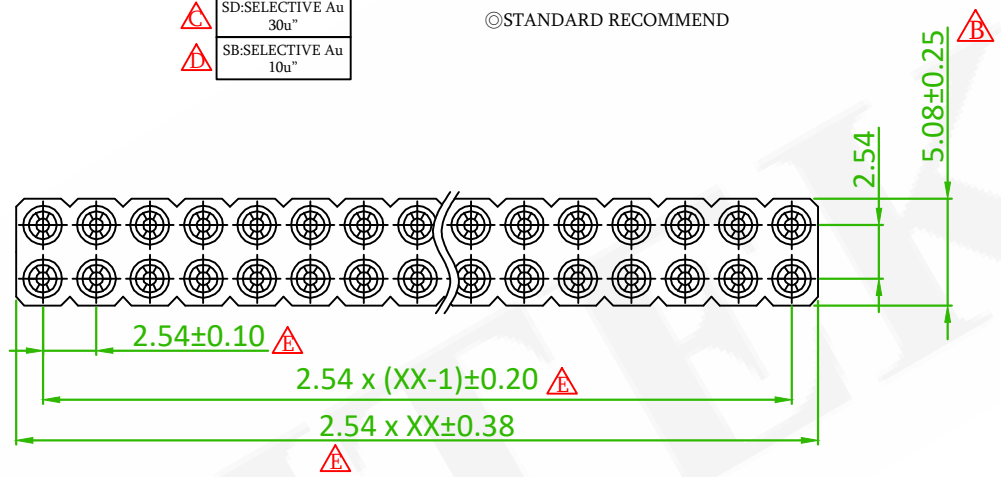 C
SD:SELECTIVE Au
30u"
D
SB:SELECTIVE Au
10u"
◎STANDARD RECOMMEND
B
5.08±0.25
2.54
2.54±0.10 E
2.54 x (XX-1)±0.20 E
2.54 x XX±0.38
E